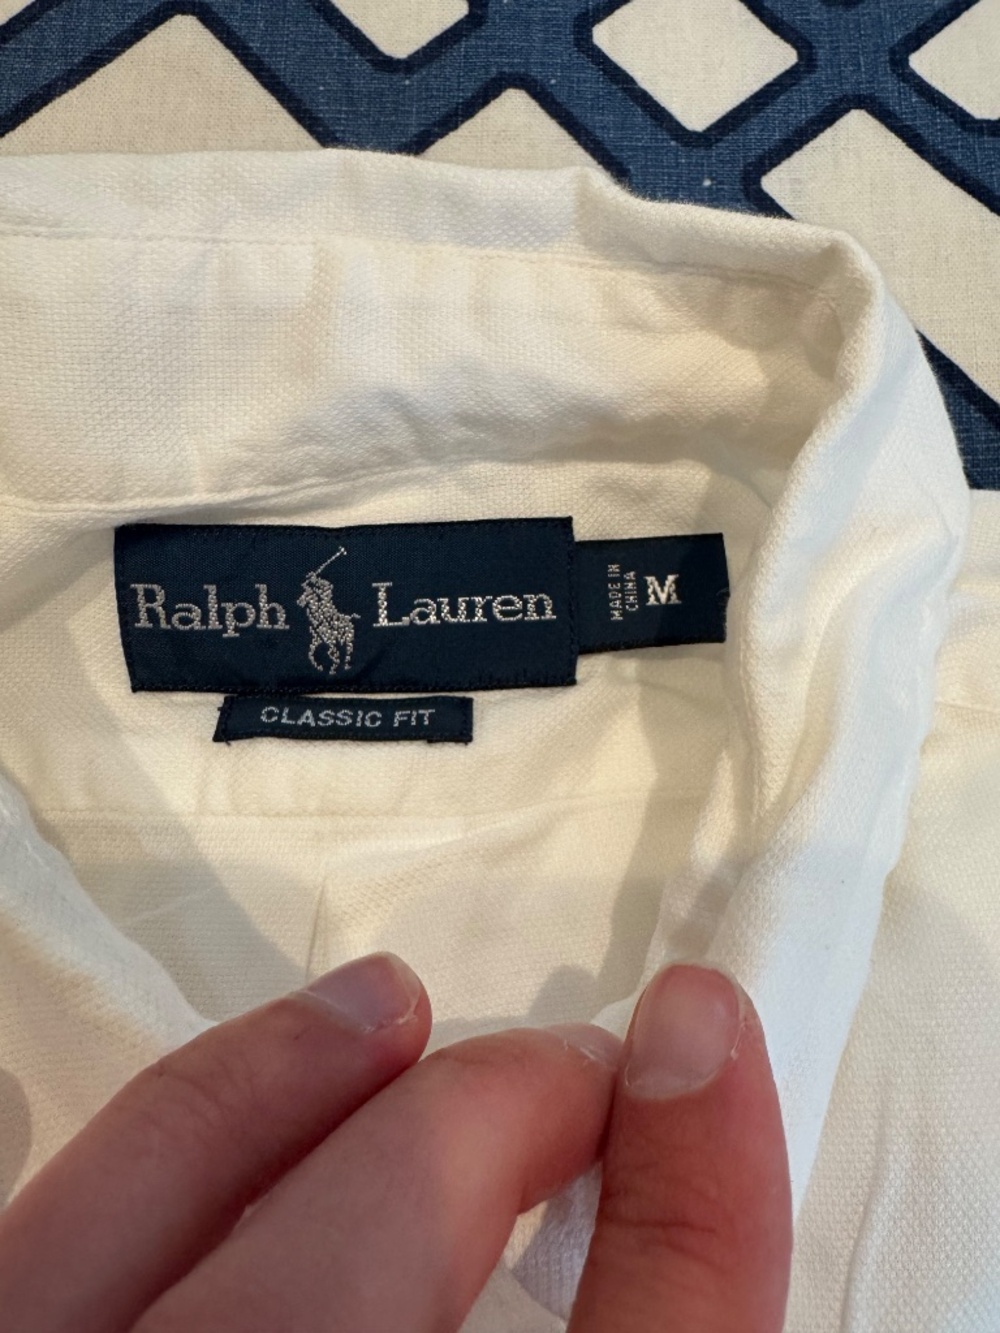 Ralph Lauren
MADE IN
CHINA
M
CLASSIC FIT